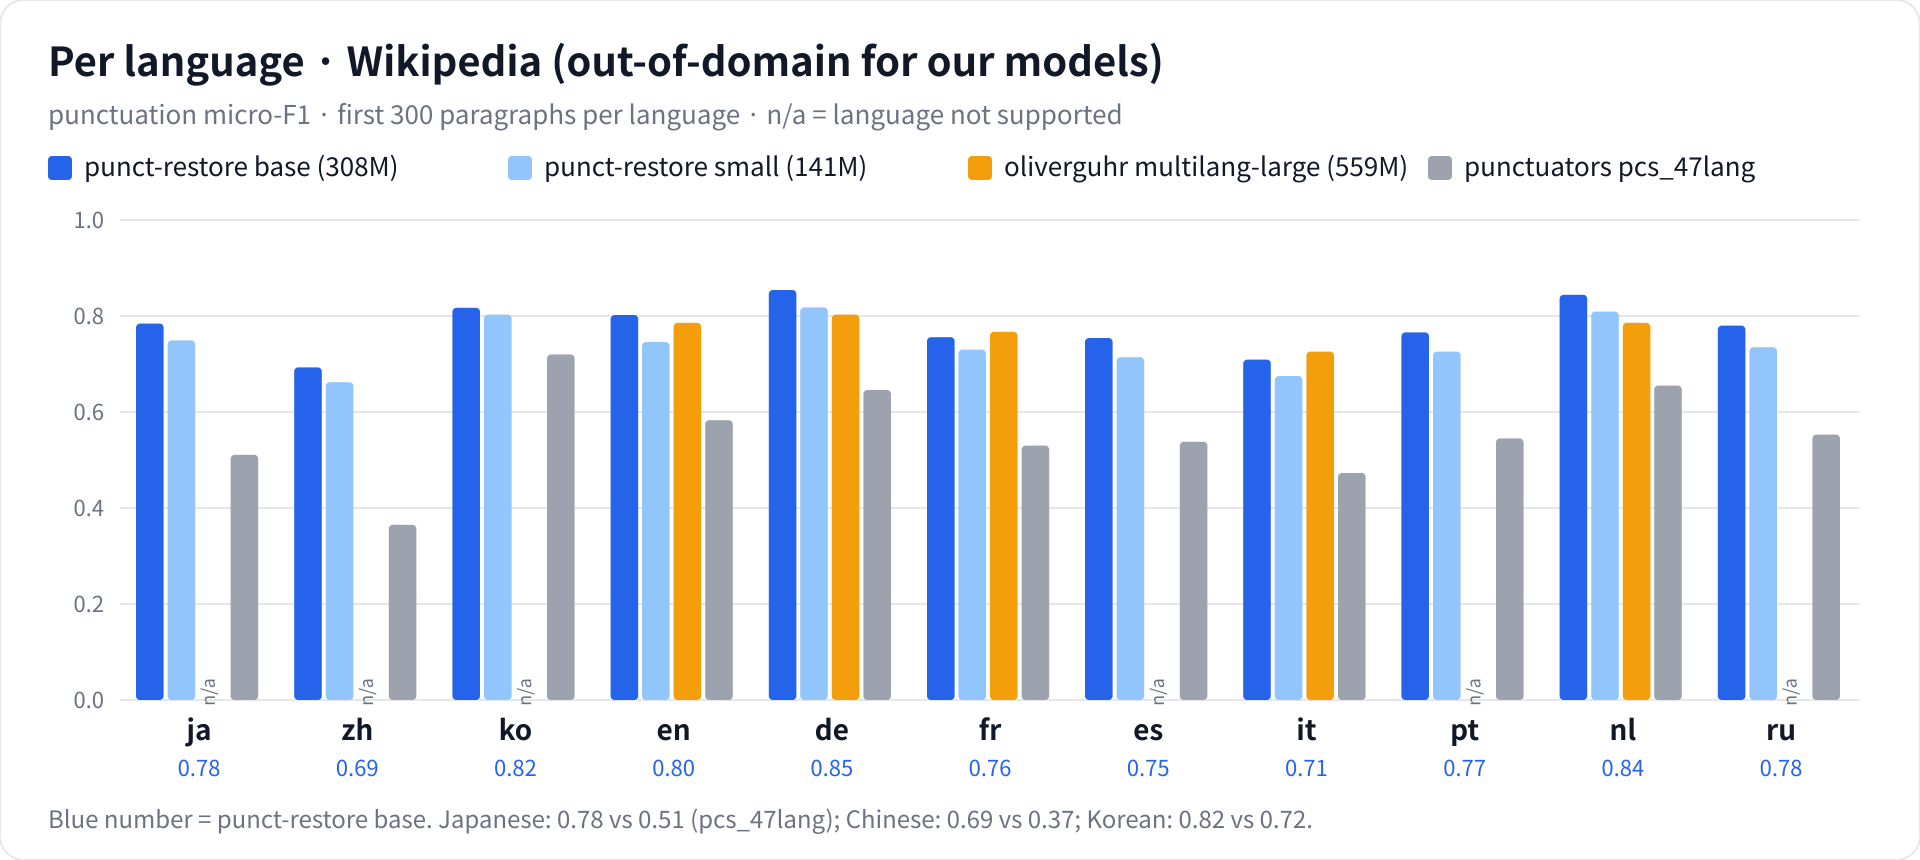 Per language · Wikipedia (out-of-domain for our models)
punctuation micro-F1 · first 300 paragraphs per language · n/a = language not supported
punct-restore base (308M) punct-restore small (141M) oliverguhr multilang-large (559M) punctuators pcs_47lang
1.0
0.8
0.6
0.4
0.2
0.0
n/a n/a n/a n/a n/a n/a
ja zh ko en de fr es it pt nl ru
0.78 0.69 0.82 0.80 0.85 0.76 0.75 0.71 0.77 0.84 0.78
Blue number = punct-restore base. Japanese: 0.78 vs 0.51 (pcs_47lang); Chinese: 0.69 vs 0.37; Korean: 0.82 vs 0.72.